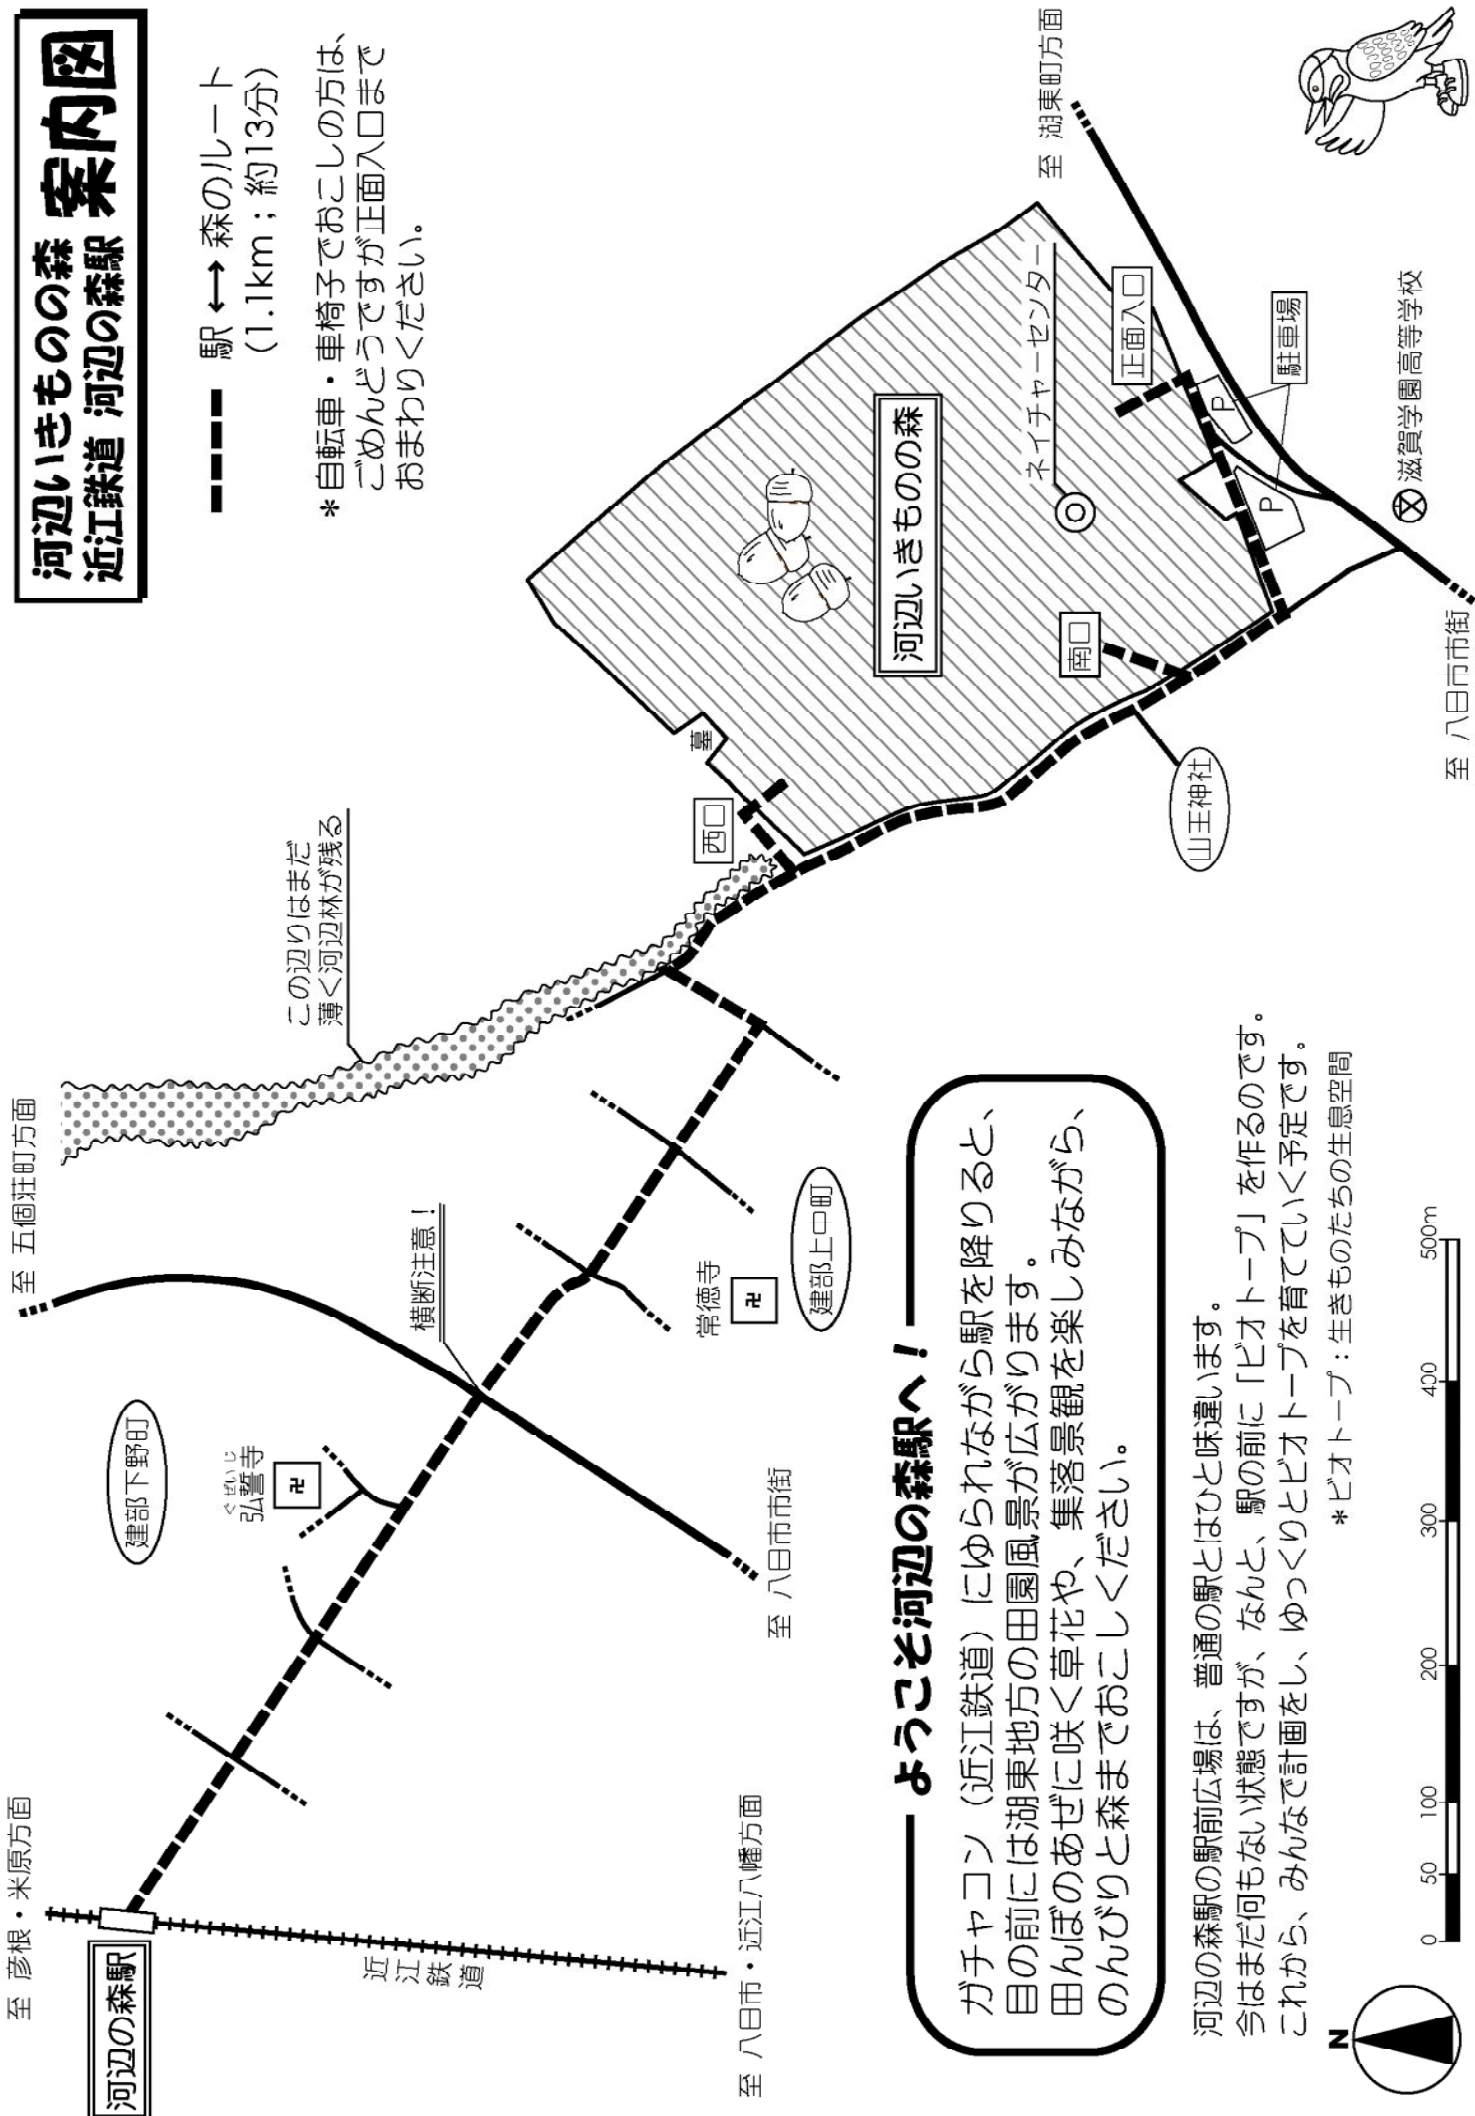 河辺いきものの森
近江鉄道 河辺の森駅
案内図
駅⟷森のルート
(1.1km；約13分)
＊自転車・車椅子でおこしの方は、
ごめんどうですが正面入口まで
おまわりください。
至 彦根・米原方面
河辺の森駅
近江鉄道
至 八日市・近江八幡方面
至 五個荘町方面
建部下野町
ぐぜいじ
弘誓寺
卍
横断注意！
至 八日市市街
常徳寺
卍
建部上中町
この辺りはまだ
薄く河辺林が残る
西口
墓
河辺いきものの森
ネイチャーセンター
南口
正面入口
山王神社
P
P
駐車場
至 湖東町方面
滋賀学園高等学校
至 八日市市街
ようこそ河辺の森駅へ！
ガチャコン（近江鉄道）にゆられながら駅を降りると、
目の前には湖東地方の田園風景が広がります。
田んぼのあぜに咲く草花や、集落景観を楽しみながら、
のんびりと森までおこしください。
河辺の森駅の駅前広場は、普通の駅とはひと味違います。
今はまだ何もない状態ですが、なんと、駅の前に「ビオトープ」を作るのです。
これから、みんなで計画をし、ゆっくりとビオトープを育てていく予定です。
＊ビオトープ：生きものたちの生息空間
N
0 50 100 200 300 400 500m